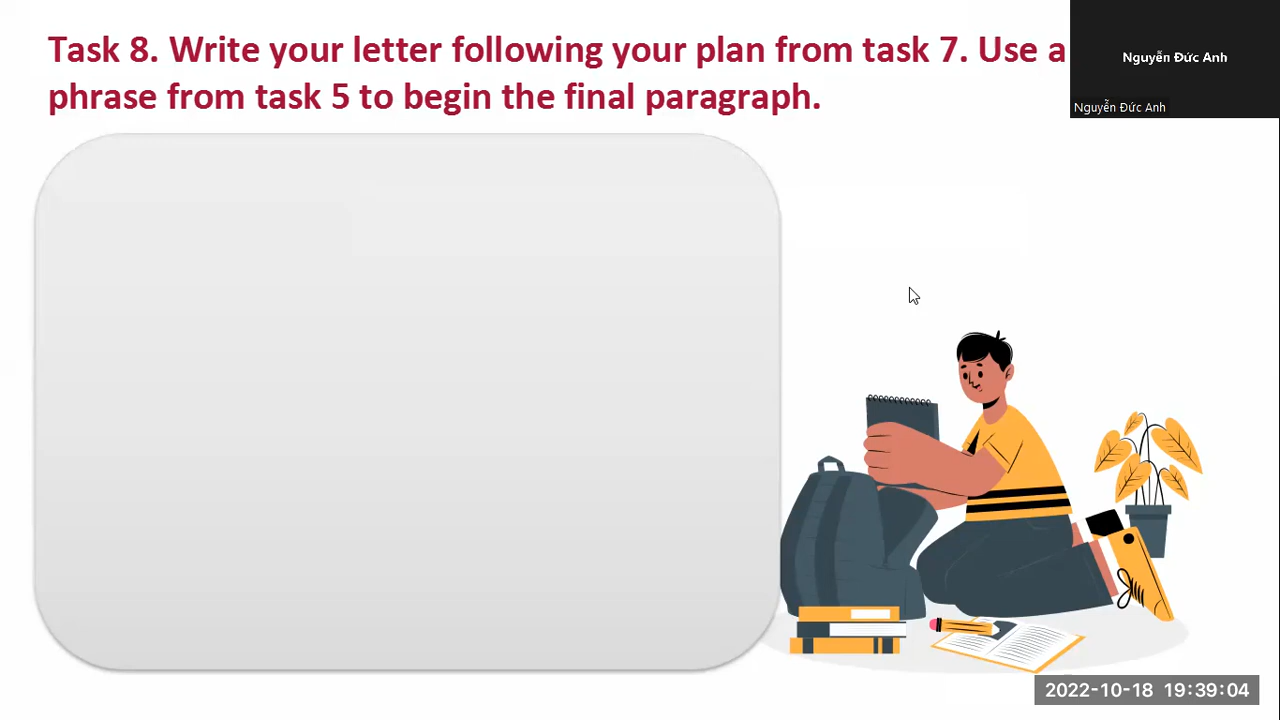 Task 8. Write your letter following your plan from task 7. Use a
phrase from task 5 to begin the final paragraph.
Nguyễn Đức Anh
Nguyễn Đức Anh
2022-10-18 19:39:04